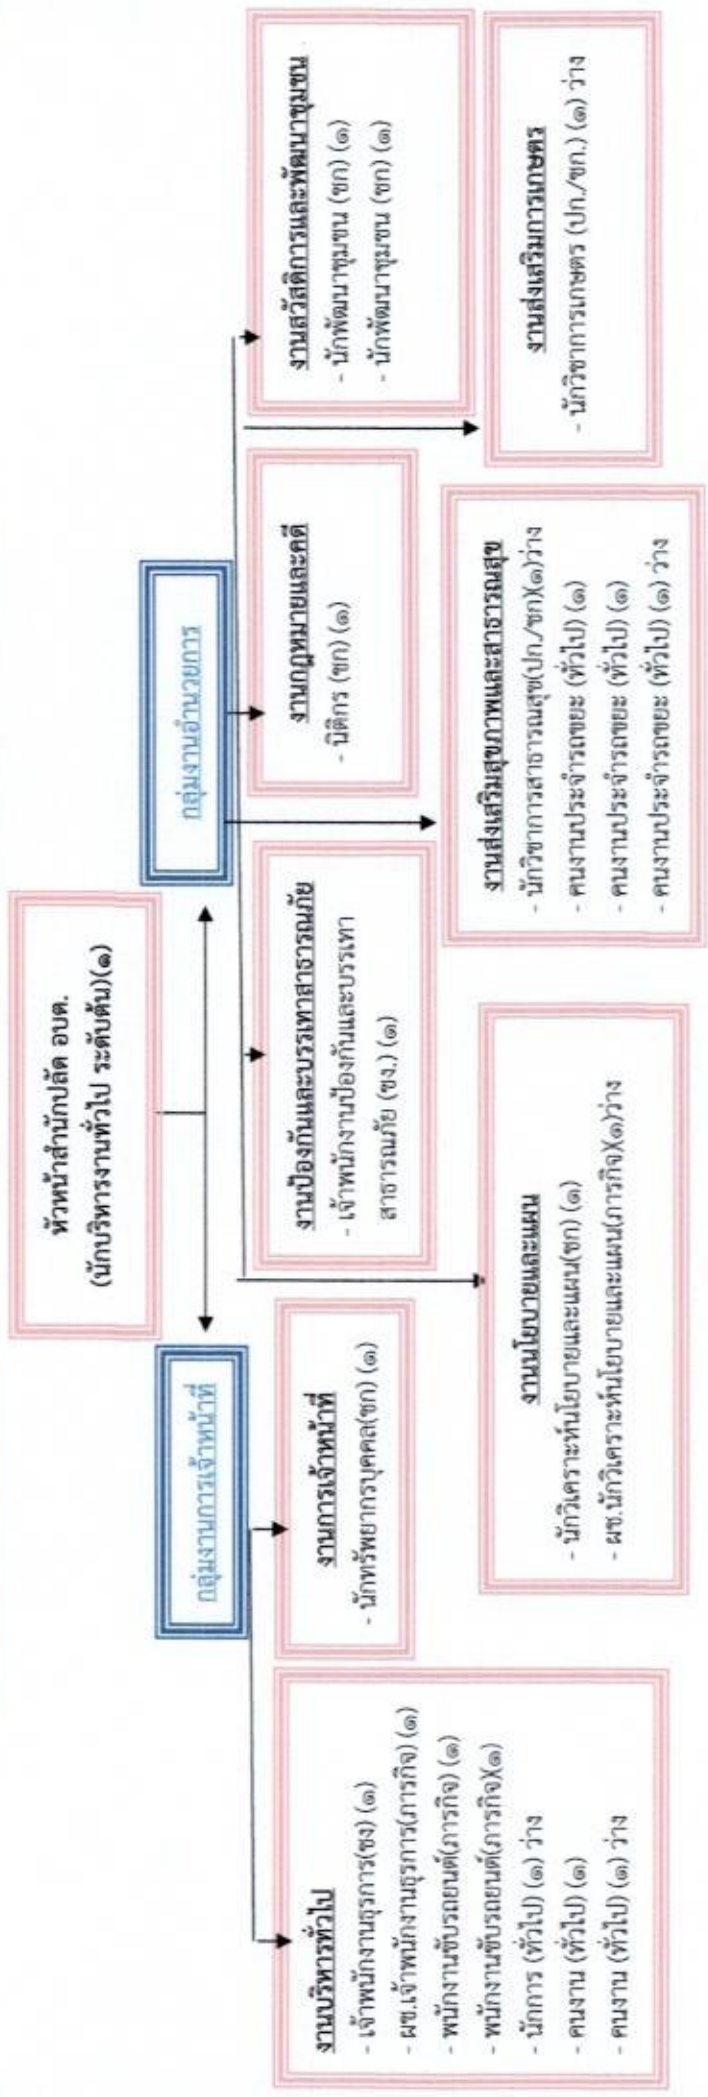 หัวหน้าสำนักปลัด อบต.
(นักบริหารงานทั่วไป ระดับต้น)(๑)
กลุ่มงานการเจ้าหน้าที่
กลุ่มงานอำนวยการ
งานบริหารทั่วไป
- เจ้าพนักงานธุรการ(ชง) (๑)
- ผช.เจ้าพนักงานธุรการ(ภารกิจ) (๑)
- พนักงานขับรถยนต์(ภารกิจ) (๑)
- พนักงานขับรถยนต์(ภารกิจ)(๑)
- นักการ (ทั่วไป) (๑) ว่าง
- คนงาน (ทั่วไป) (๑)
- คนงาน (ทั่วไป) (๑) ว่าง
งานการเจ้าหน้าที่
- นักทรัพยากรบุคคล(ชก) (๑)
งานป้องกันและบรรเทาสาธารณภัย
- เจ้าพนักงานป้องกันและบรรเทา
สาธารณภัย (ชง.) (๑)
งานกฎหมายและคดี
- นิติกร (ชก) (๑)
งานสวัสดิการและพัฒนาชุมชน
- นักพัฒนาชุมชน (ชก) (๑)
- นักพัฒนาชุมชน (ชก) (๑)
งานนโยบายและแผน
- นักวิเคราะห์นโยบายและแผน(ชก) (๑)
- ผช.นักวิเคราะห์นโยบายและแผน(ภารกิจ)(๑)ว่าง
งานส่งเสริมสุขภาพและสาธารณสุข
- นักวิชาการสาธารณสุข(ปก./ชก)(๑)ว่าง
- คนงานประจำรถขยะ (ทั่วไป) (๑)
- คนงานประจำรถขยะ (ทั่วไป) (๑)
- คนงานประจำรถขยะ (ทั่วไป) (๑) ว่าง
งานส่งเสริมการเกษตร
- นักวิชาการเกษตร (ปก./ชก.) (๑) ว่าง